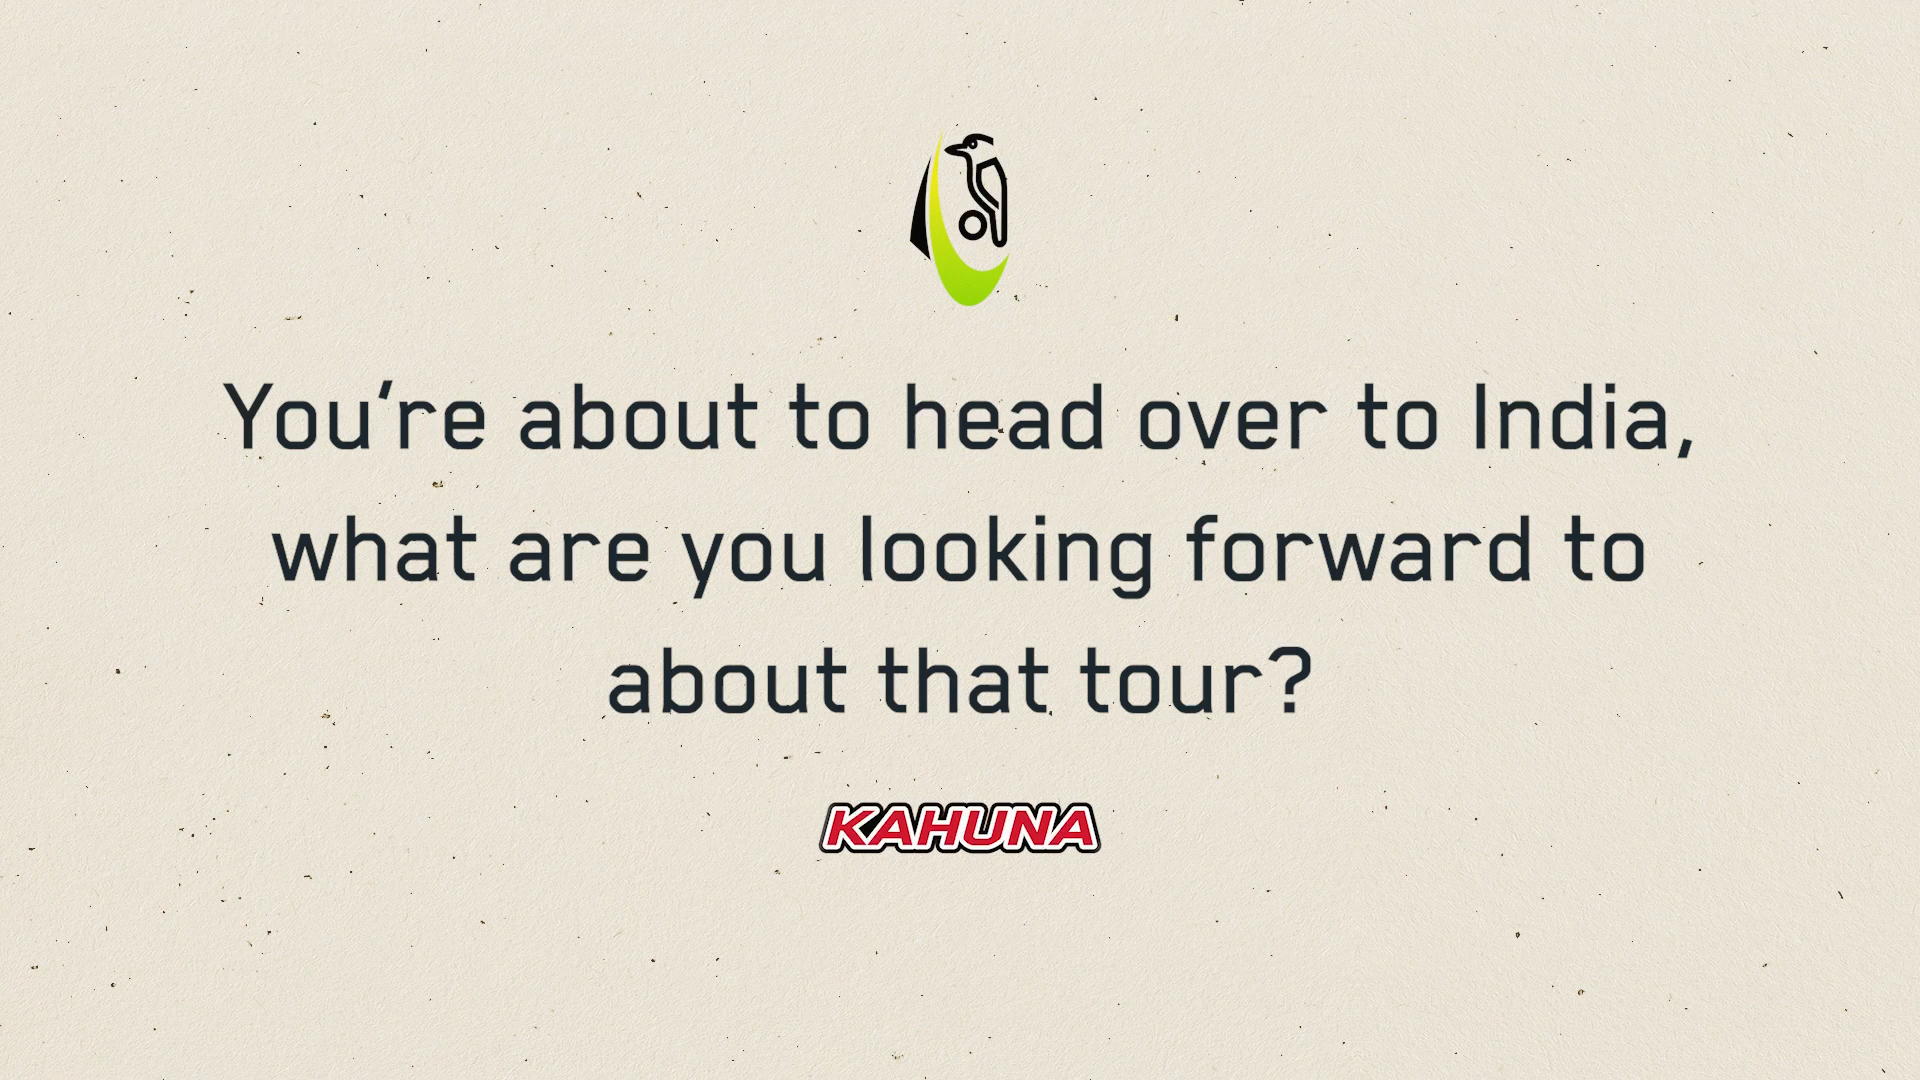 You're about to head over to India,
what are you looking forward to
about that tour?
KAHUNA